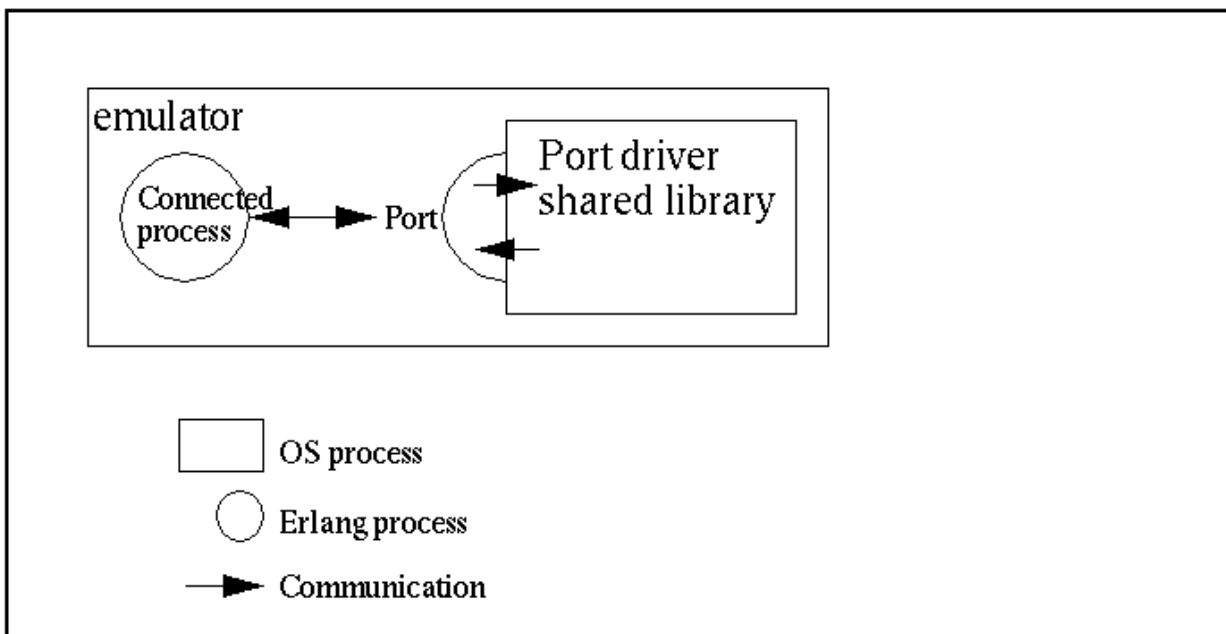 emulator
Connected
process
Port
Port driver
shared library
OS process
Erlang process
Communication